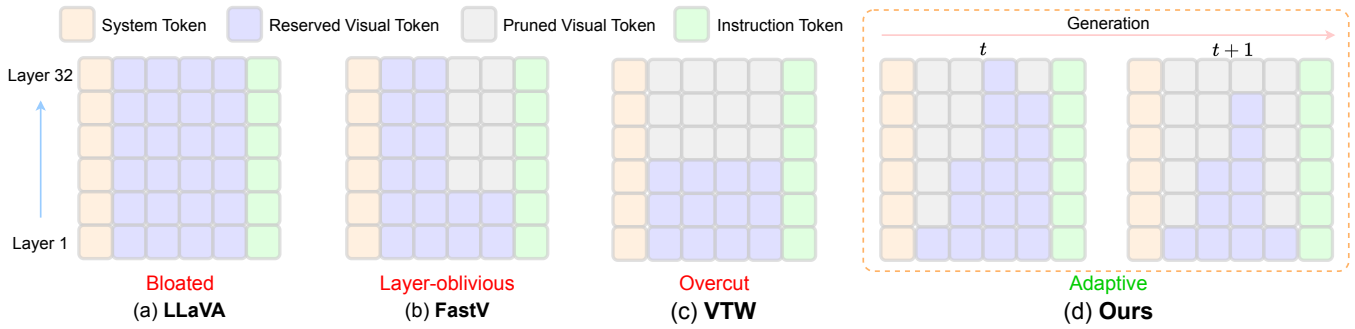 System Token
Reserved Visual Token
Pruned Visual Token
Instruction Token
Generation
t
t + 1
Layer 32
Layer 1
Bloated
Layer-oblivious
Overcut
Adaptive
(a) LLaVA
(b) FastV
(c) VTW
(d) Ours